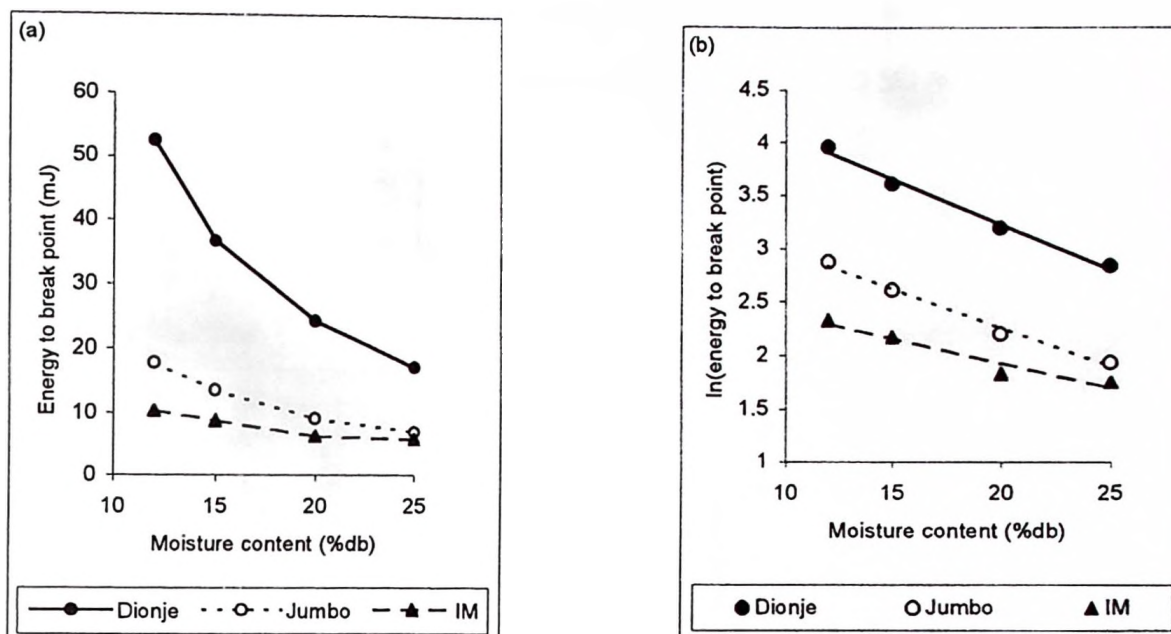 (a)
60
50
40
30
20
10
0
Energy to break point (mJ)
10 15 20 25
Moisture content (%db)
Dionje Jumbo IM
(b)
4.5
4
3.5
3
2.5
2
1.5
1
ln(energy to break point)
10 15 20 25
Moisture content (%db)
Dionje Jumbo IM